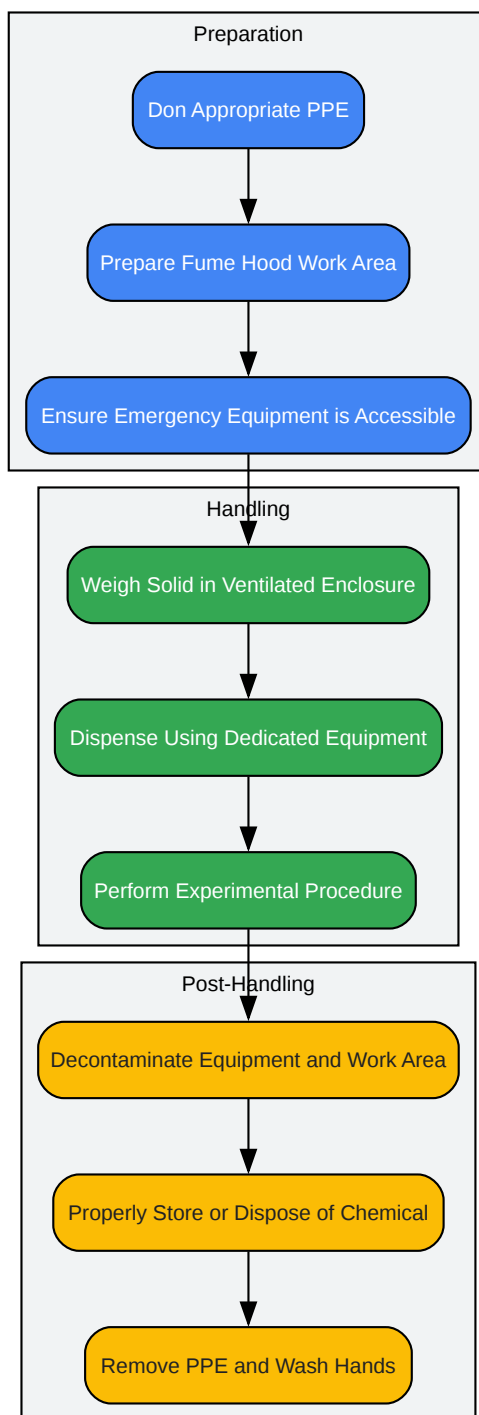 Preparation
Don Appropriate PPE
Prepare Fume Hood Work Area
Ensure Emergency Equipment is Accessible
Handling
Weigh Solid in Ventilated Enclosure
Dispense Using Dedicated Equipment
Perform Experimental Procedure
Post-Handling
Decontaminate Equipment and Work Area
Properly Store or Dispose of Chemical
Remove PPE and Wash Hands